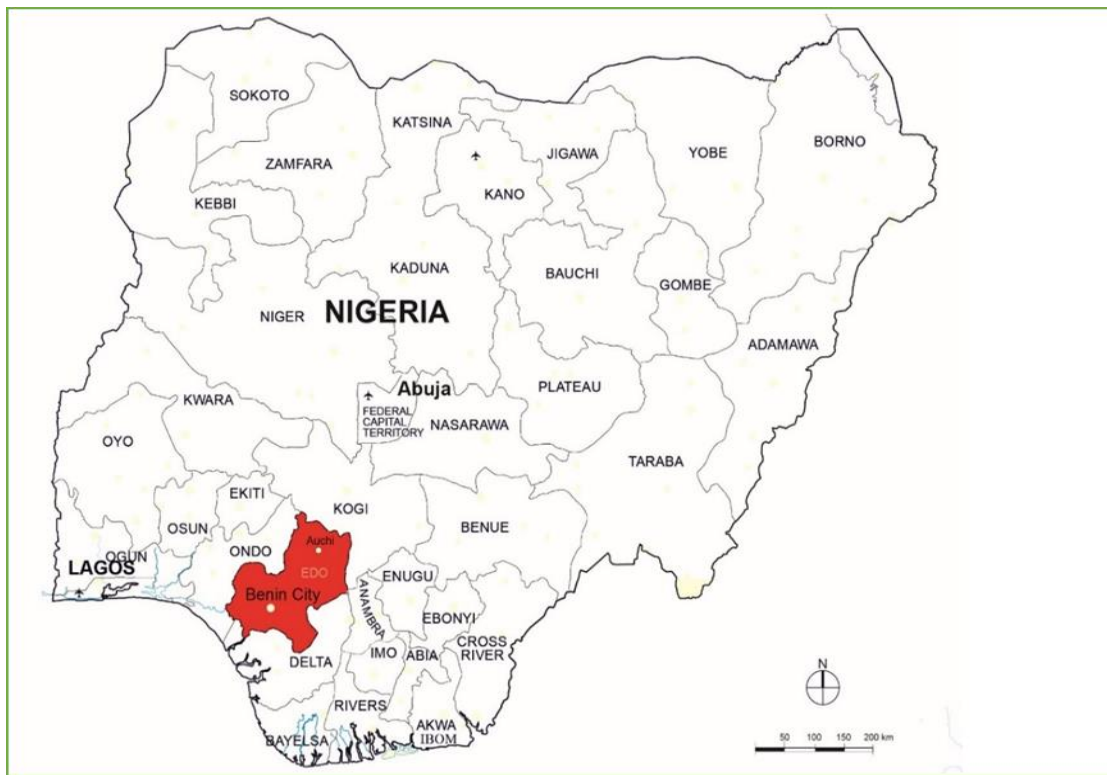 SOKOTO
KATSINA
ZAMFARA
JIGAWA
YOBE
BORNO
KANO
KEBBI
KADUNA
BAUCHI
GOMBE
NIGER
NIGERIA
ADAMAWA
Abuja
PLATEAU
FEDERAL
CAPITAL
TERRITORY
NASARAWA
KWARA
OYO
TARABA
EKITI
KOGI
OSUN
BENUE
Auchi
ONDO
OGUN
LAGOS
EDO
ENUGU
Benin City
ANAMBRA
EBONYI
CROSS
RIVER
IMO
ABIA
DELTA
RIVERS
AKWA
IBOM
BAYELSA
N
50 100 150 200 km